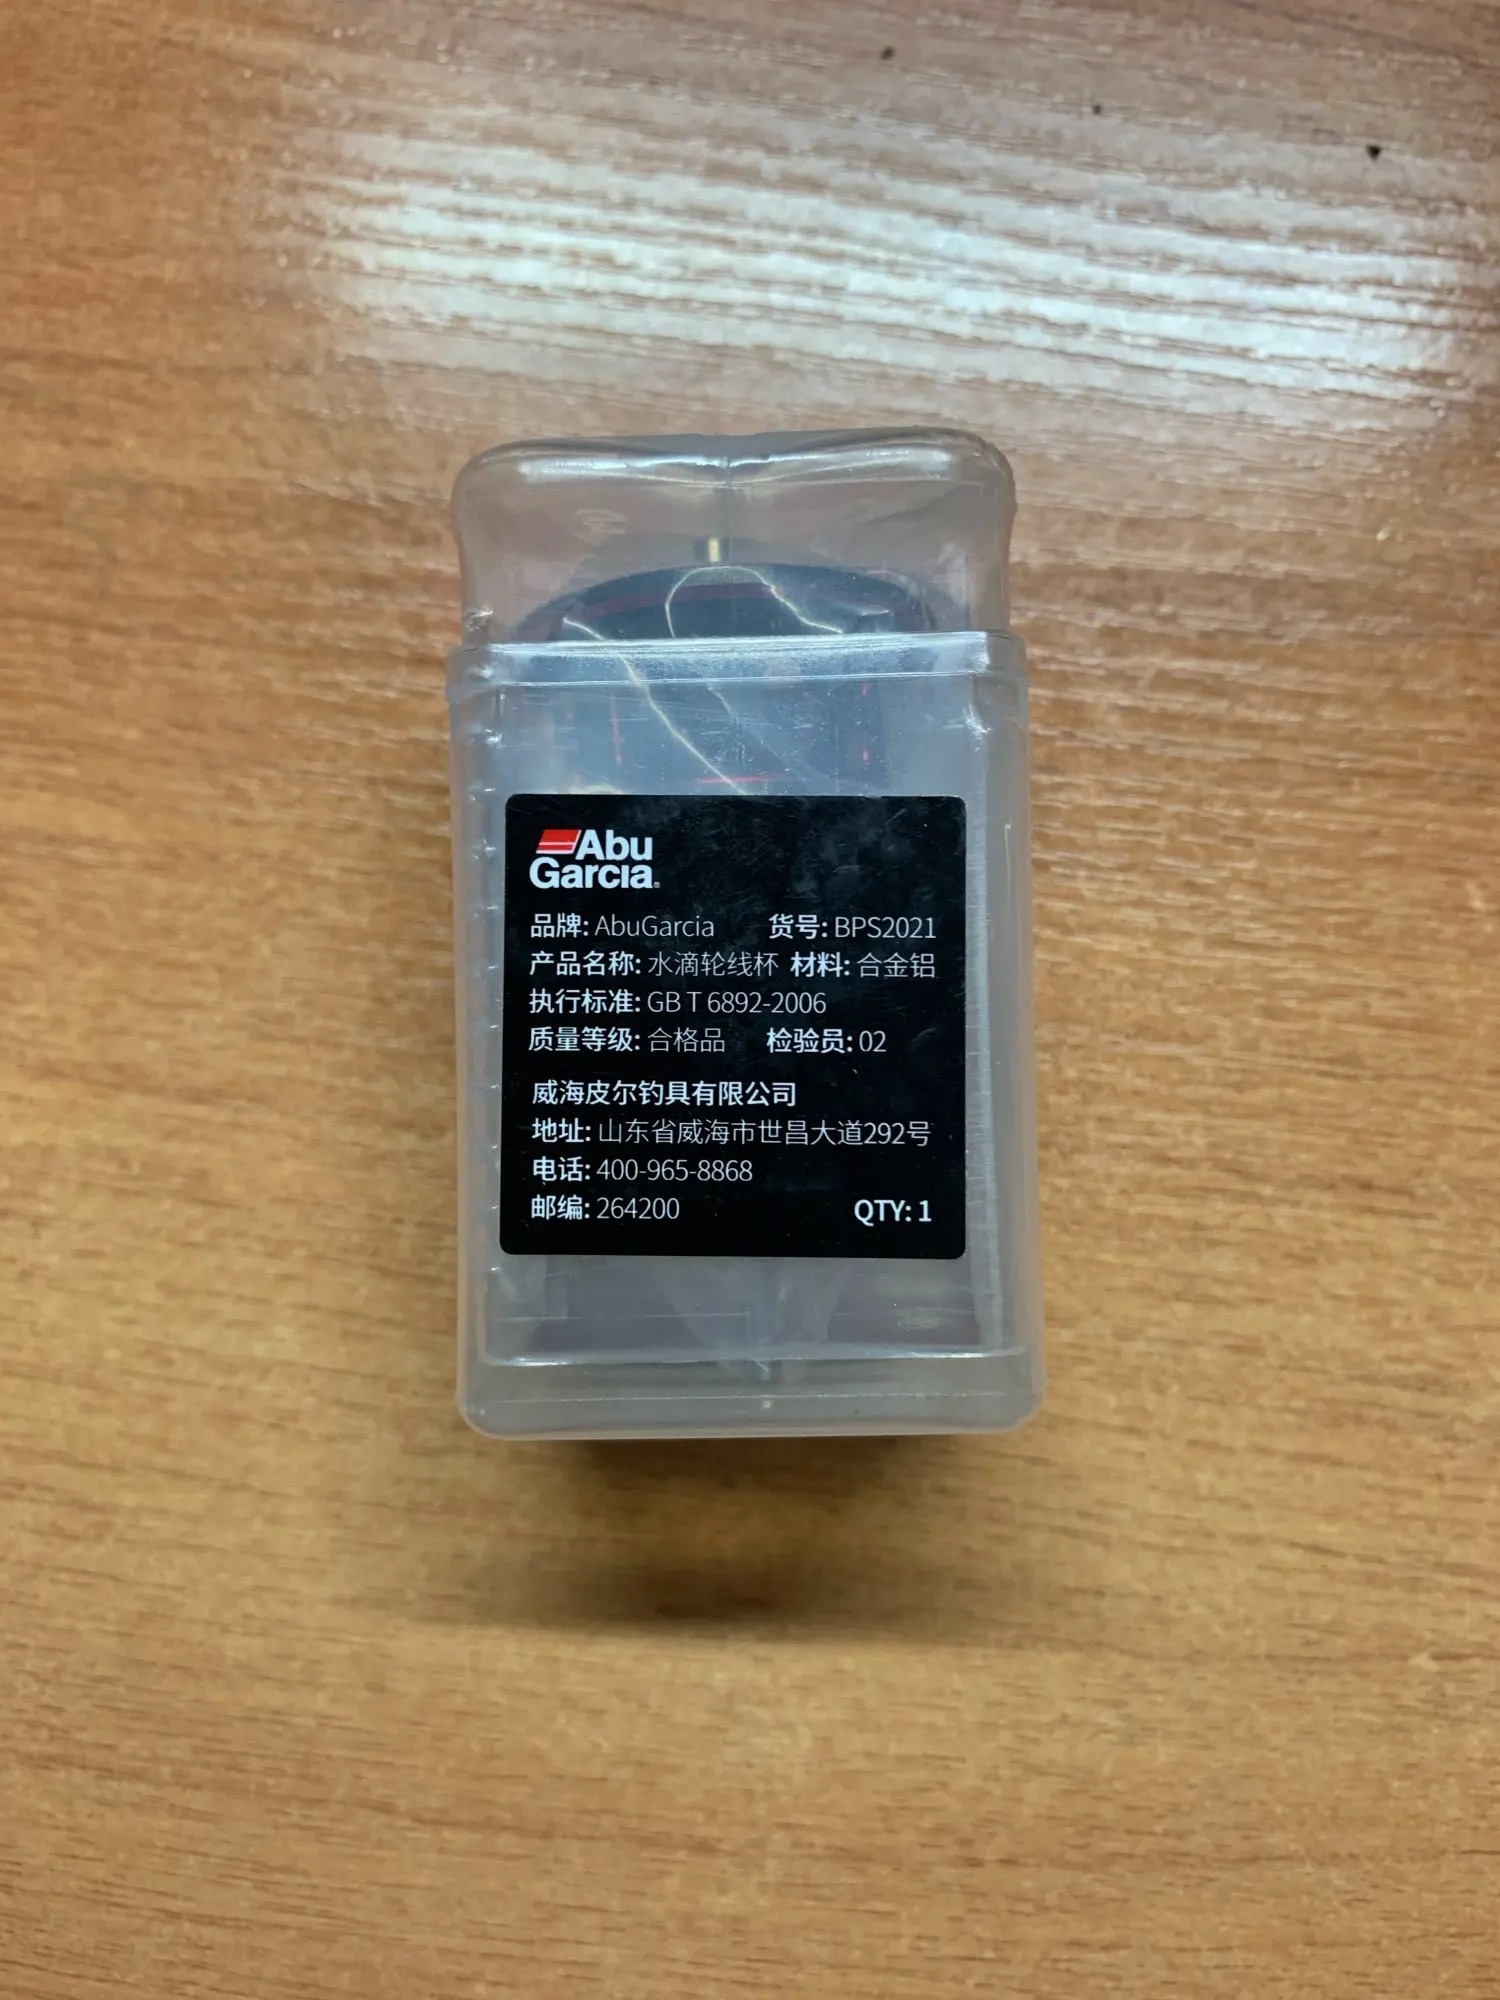 Abu
Garcia®
品牌: AbuGarcia 货号: BPS2021
产品名称: 水滴轮线杯 材料: 合金铝
执行标准: GB T 6892-2006
质量等级: 合格品 检验员: 02
威海皮尔钓具有限公司
地址: 山东省威海市世昌大道292号
电话: 400-965-8868
邮编: 264200 QTY: 1